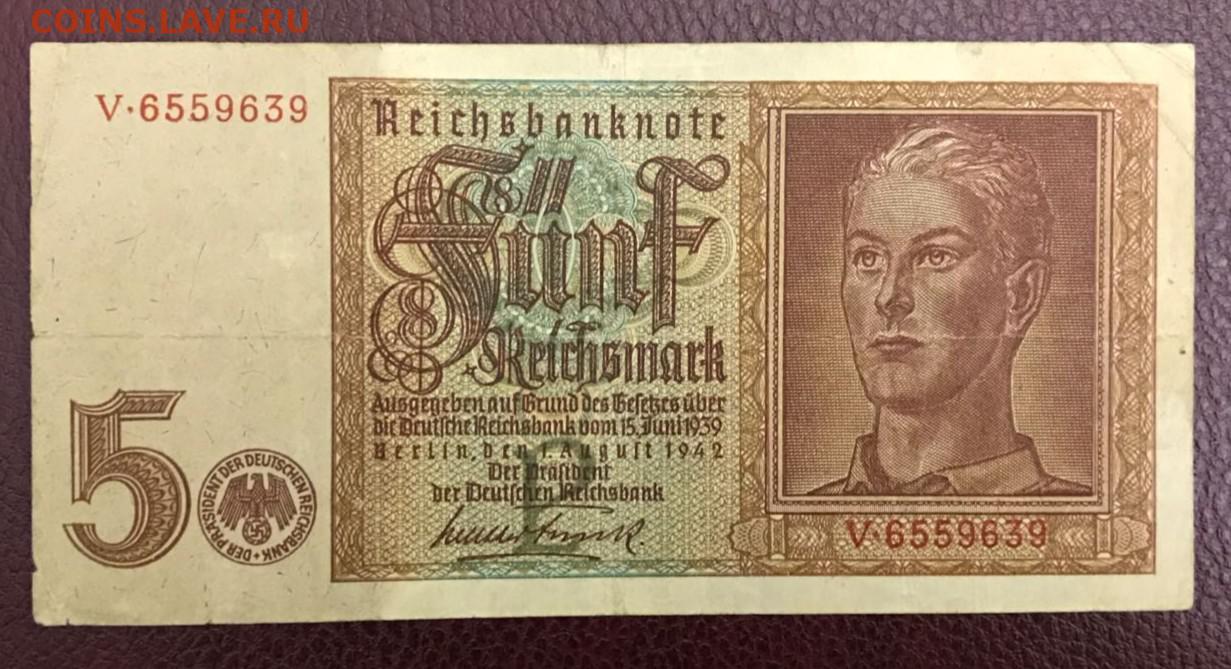 COINS.LAVE.RU
V·6559639
Reichsbanknote
Fünf
Reichsmark
Ausgegeben auf Grund des Gesetzes über
die Deutsche Reichsbank vom 15. Juni 1939
Berlin, den 1. August 1942
Der Präsident
der Deutschen Reichsbank
5
DER PRÄSIDENT DER DEUTSCHEN REICHSBANK
V·6559639